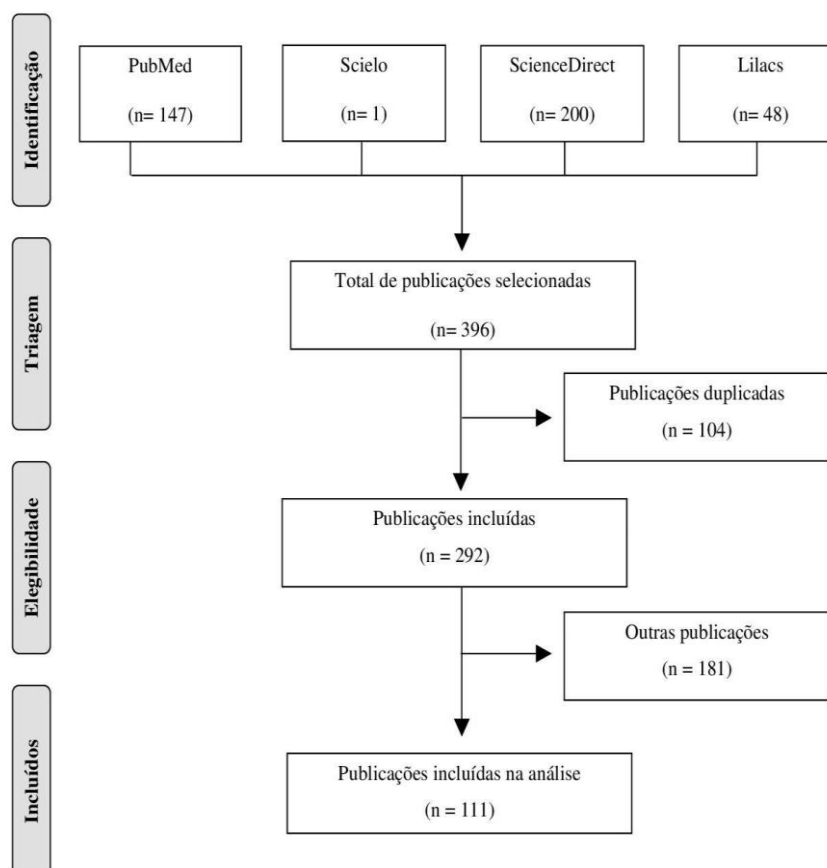 Identificação
PubMed
(n= 147)
Scielo
(n= 1)
ScienceDirect
(n= 200)
Lilacs
(n= 48)
Triagem
Total de publicações selecionadas
(n= 396)
Publicações duplicadas
(n = 104)
Elegibilidade
Publicações incluídas
(n = 292)
Outras publicações
(n = 181)
Incluídos
Publicações incluídas na análise
(n = 111)